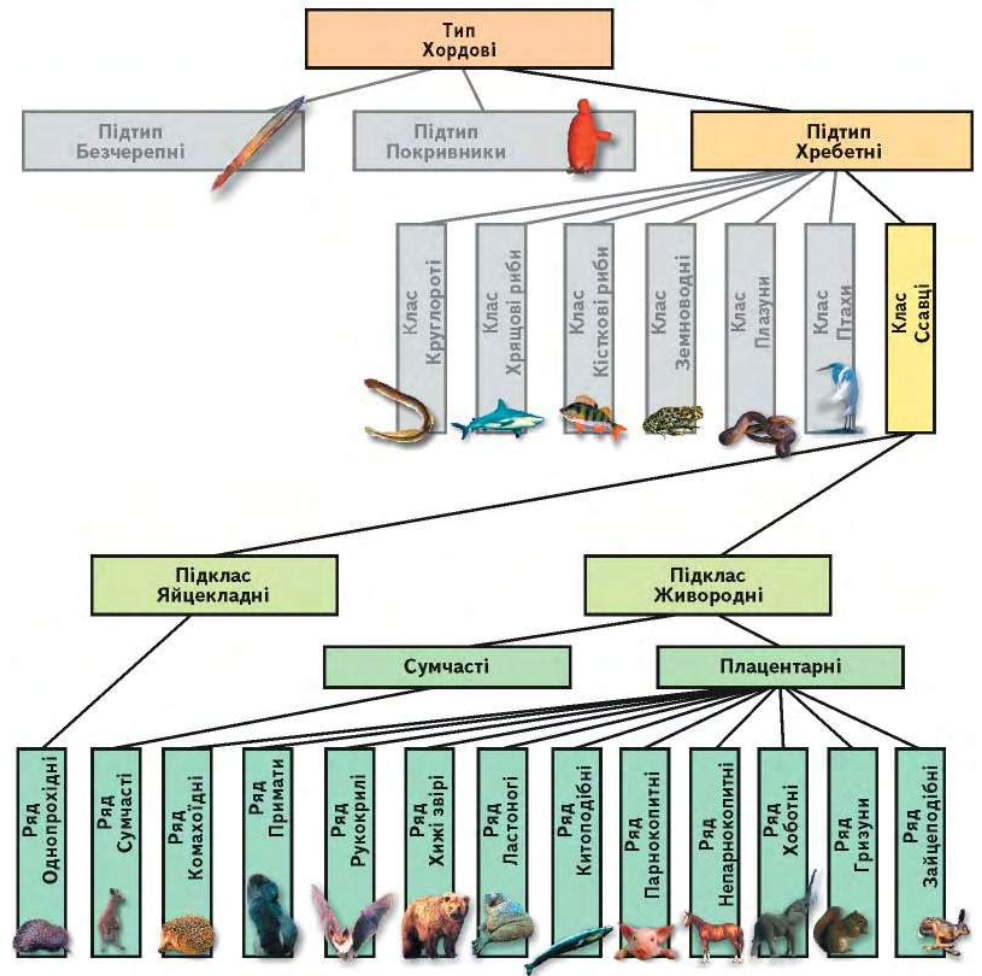 Тип
Хордові
Підтип
Безчерепні
Підтип
Покривники
Підтип
Хребетні
Клас
Круглороті
Клас
Хрящові риби
Клас
Кісткові риби
Клас
Земноводні
Клас
Плазуни
Клас
Птахи
Клас
Ссавці
Підклас
Яйцекладні
Підклас
Живородні
Сумчасті
Плацентарні
Ряд
Однопрохідні
Ряд
Сумчасті
Ряд
Комахоїдні
Ряд
Примати
Ряд
Рукокрилі
Ряд
Хижі звірі
Ряд
Ластоногі
Ряд
Китоподібні
Ряд
Парнокопитні
Ряд
Непарнокопитні
Ряд
Хоботні
Ряд
Гризуни
Ряд
Зайцеподібні